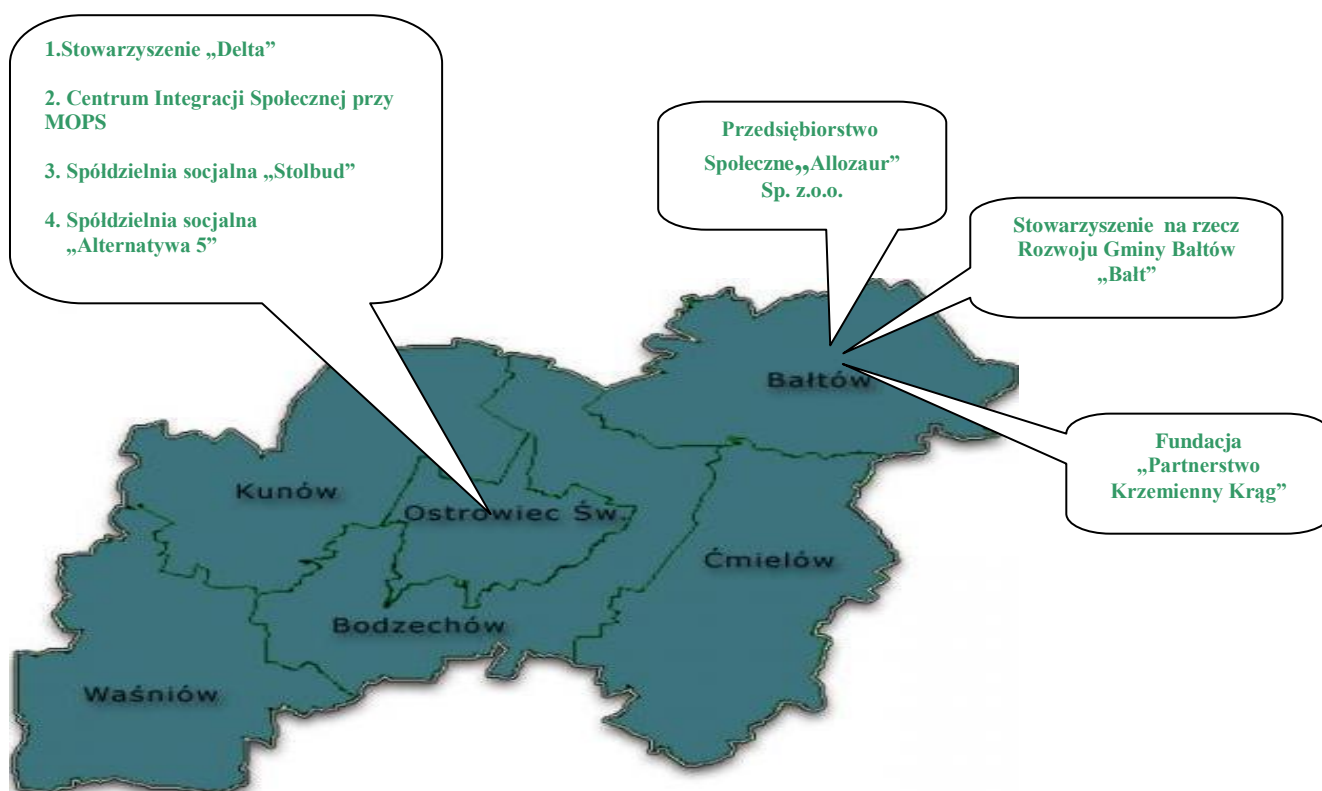 1.Stowarzyszenie „Delta”
2. Centrum Integracji Społecznej przy
MOPS
3. Spółdzielnia socjalna „Stolbud”
4. Spółdzielnia socjalna
„Alternatywa 5”
Przedsiębiorstwo
Społeczne„Allozaur”
Sp. z.o.o.
Stowarzyszenie na rzecz
Rozwoju Gminy Bałtów
„Bałt”
Fundacja
„Partnerstwo
Krzemienny Krąg”
Bałtów
Kunów
Ostrowiec Św.
Ćmielów
Bodzechów
Waśniów